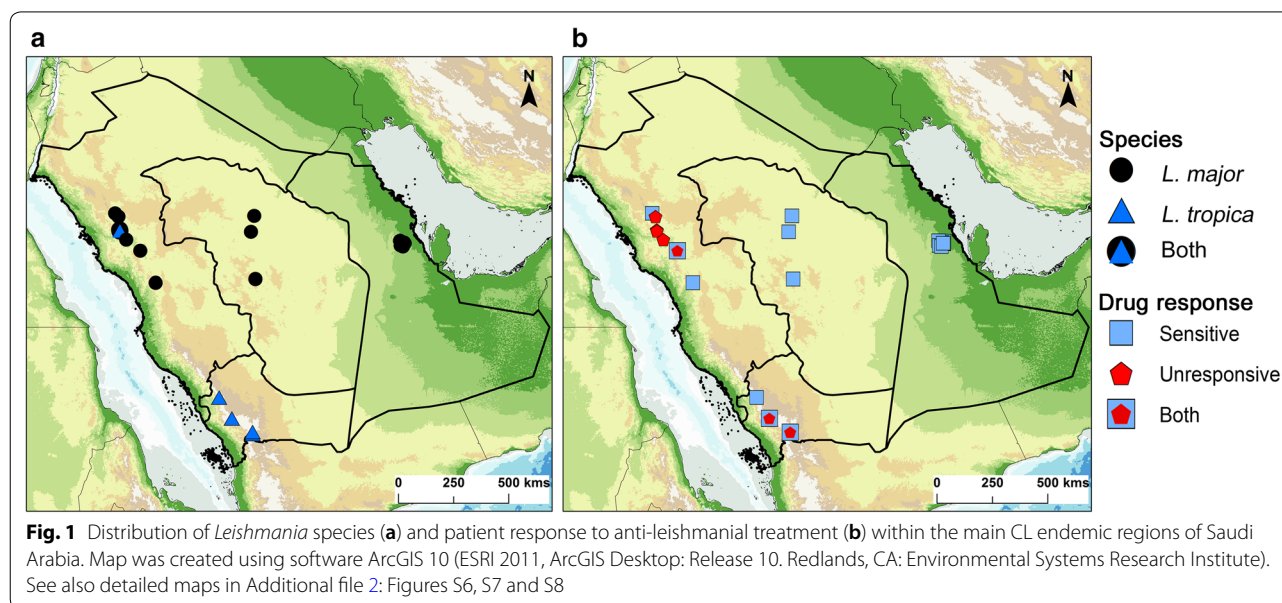 a
b
N
N
Species
L. major
L. tropica
Both
Drug response
Sensitive
Unresponsive
Both
0 250 500 kms
0 250 500 kms
Fig. 1 Distribution of Leishmania species (a) and patient response to anti-leishmanial treatment (b) within the main CL endemic regions of Saudi
Arabia. Map was created using software ArcGIS 10 (ESRI 2011, ArcGIS Desktop: Release 10. Redlands, CA: Environmental Systems Research Institute).
See also detailed maps in Additional file 2: Figures S6, S7 and S8